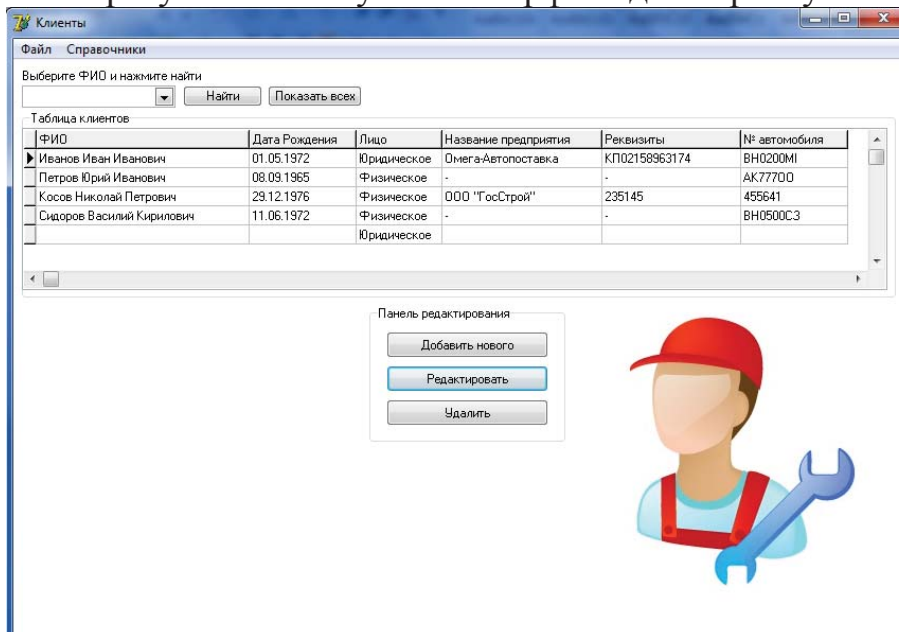 Клиенты
Файл Справочники
Выберите ФИО и нажмите найти
Найти Показать всех
Таблица клиентов
ФИО Дата Рождения Лицо Название предприятия Реквизиты № автомобиля
Иванов Иван Иванович 01.05.1972 Юридическое Омега-Автопоставка КП02158963174 ВН0200МІ
Петров Юрий Иванович 08.09.1965 Физическое - - АК7770О
Косов Николай Петрович 29.12.1976 Физическое ООО "ГосСтрой" 235145 455641
Сидоров Василий Кирилович 11.06.1972 Физическое - - ВН0500СЗ
Юридическое
Панель редактирования
Добавить нового
Редактировать
Удалить